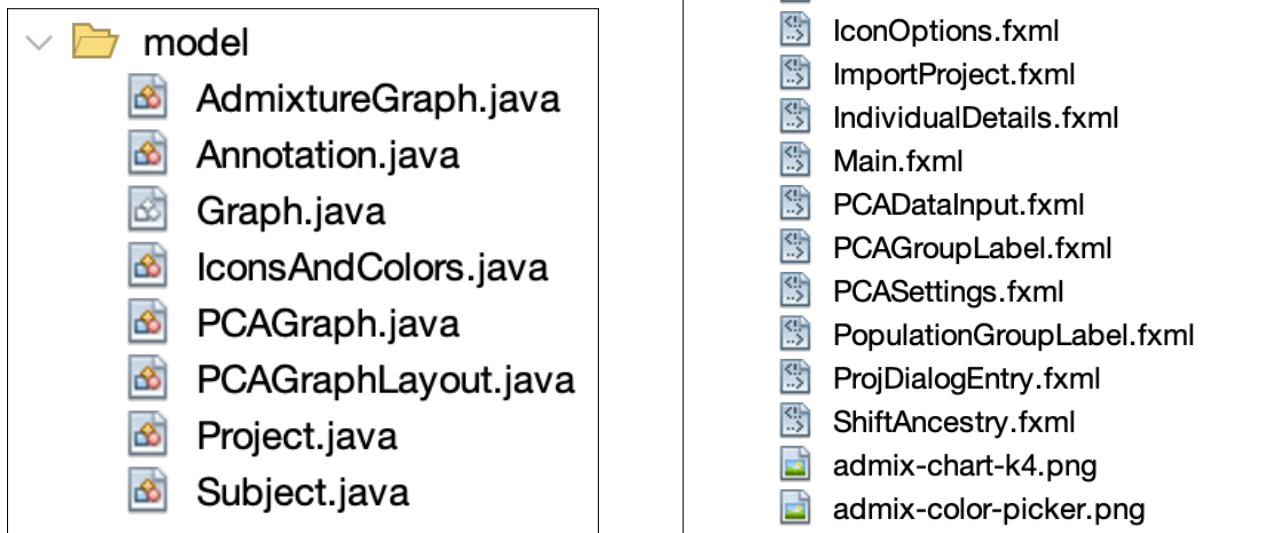 model
AdmixtureGraph.java
Annotation.java
Graph.java
IconsAndColors.java
PCAGraph.java
PCAGraphLayout.java
Project.java
Subject.java
IconOptions.fxml
ImportProject.fxml
IndividualDetails.fxml
Main.fxml
PCADataInput.fxml
PCAGroupLabel.fxml
PCASettings.fxml
PopulationGroupLabel.fxml
ProjDialogEntry.fxml
ShiftAncestry.fxml
admix-chart-k4.png
admix-color-picker.png